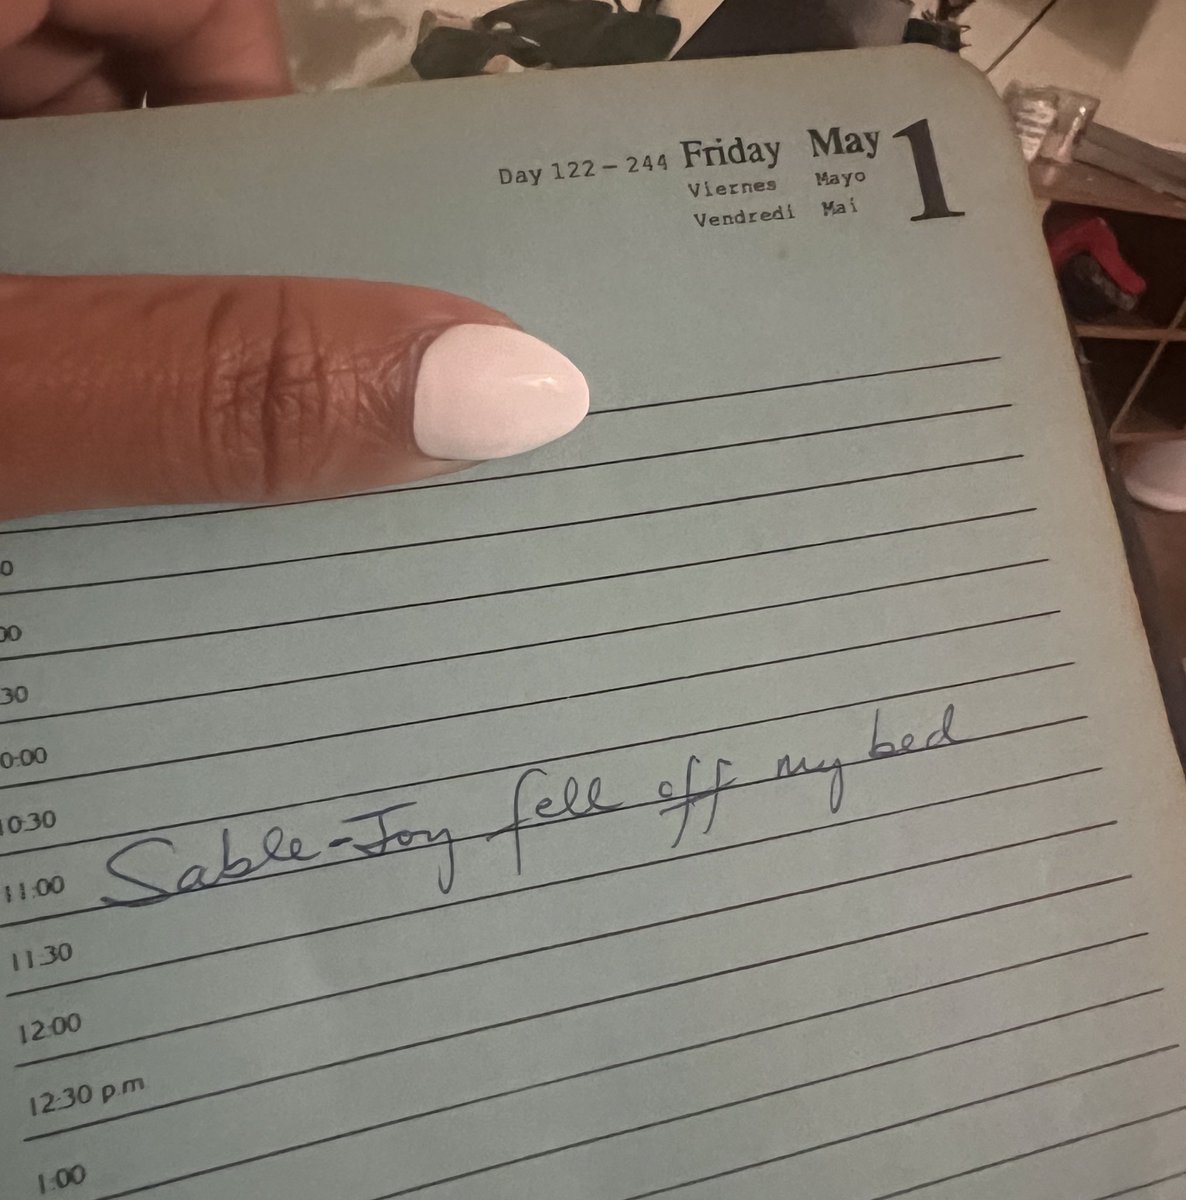 Day 122 – 244 Friday May 1
Viernes Mayo
Vendredi Mai
0
00
30
0:00
10:30
11:00 Sable-Joy fell off my bed
11:30
12:00
12:30 p.m
1:00